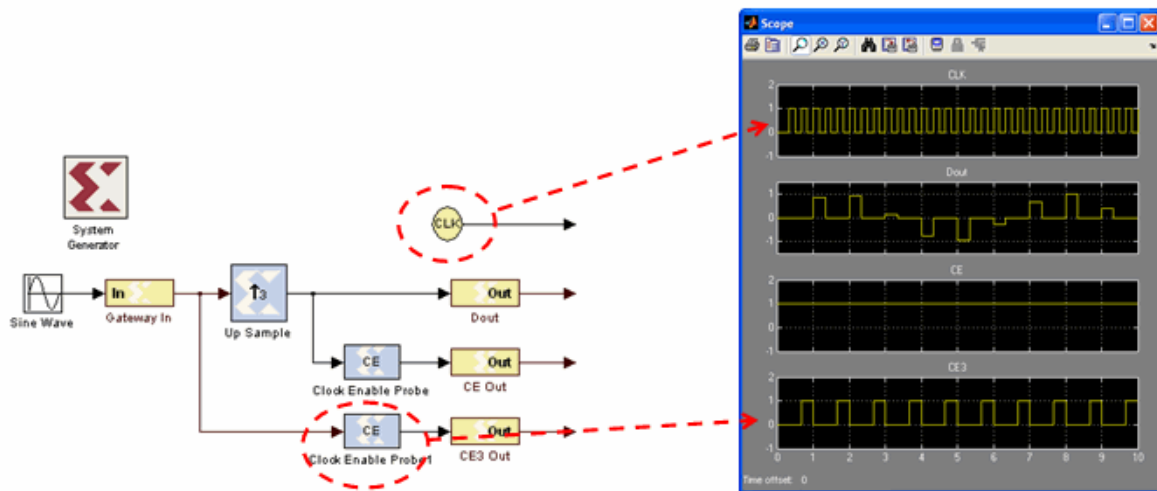 System
Generator
CLK
Sine Wave
In
Gateway In
3
Up Sample
Out
Dout
CE
Clock Enable Probe
Out
CE Out
CE
Clock Enable Probe1
Out
CE3 Out
Scope
CLK
2
1
0
-1
Dout
1
0
-1
CE
2
1
0
-1
CE3
2
1
0
-1
0 1 2 3 4 5 6 7 8 9 10
Time offset: 0